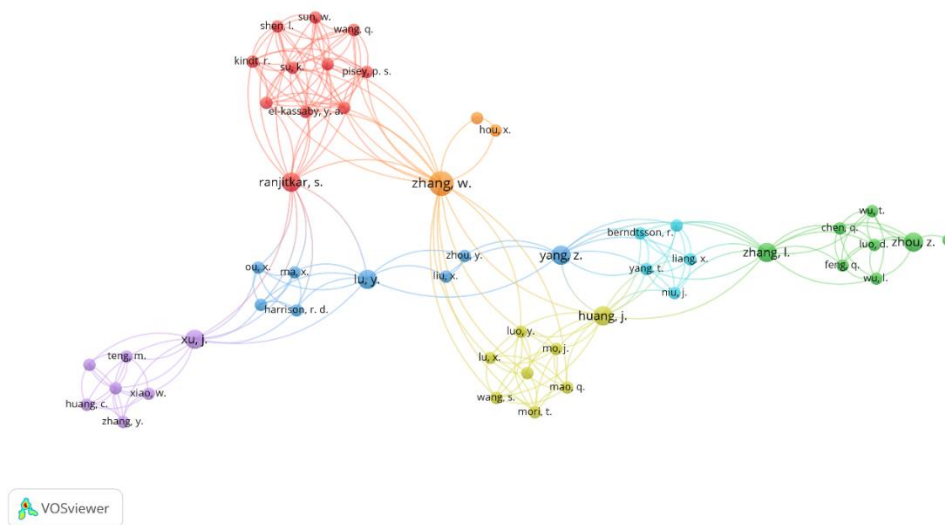 sun, w.
shen, l.
wang, q.
kindt, r.
su, k.
pisey, p. s.
el-kassaby, y. a.
hou, x.
ranjitkar, s.
zhang, w.
wu, t.
chen, q.
berndtsson, r.
luo, d.
zhou, z.
zhou, y.
yang, z.
liang, x.
zhang, l.
feng, q.
ou, x.
ma, x.
lu, y.
liu, x.
yang, t.
wu, l.
niu, j.
harrison, r. d.
huang, j.
luo, y.
xu, j.
mo, j.
teng, m.
lu, x.
xiao, w.
mao, q.
huang, c.
wang, s.
mori, t.
zhang, y.
VOSviewer